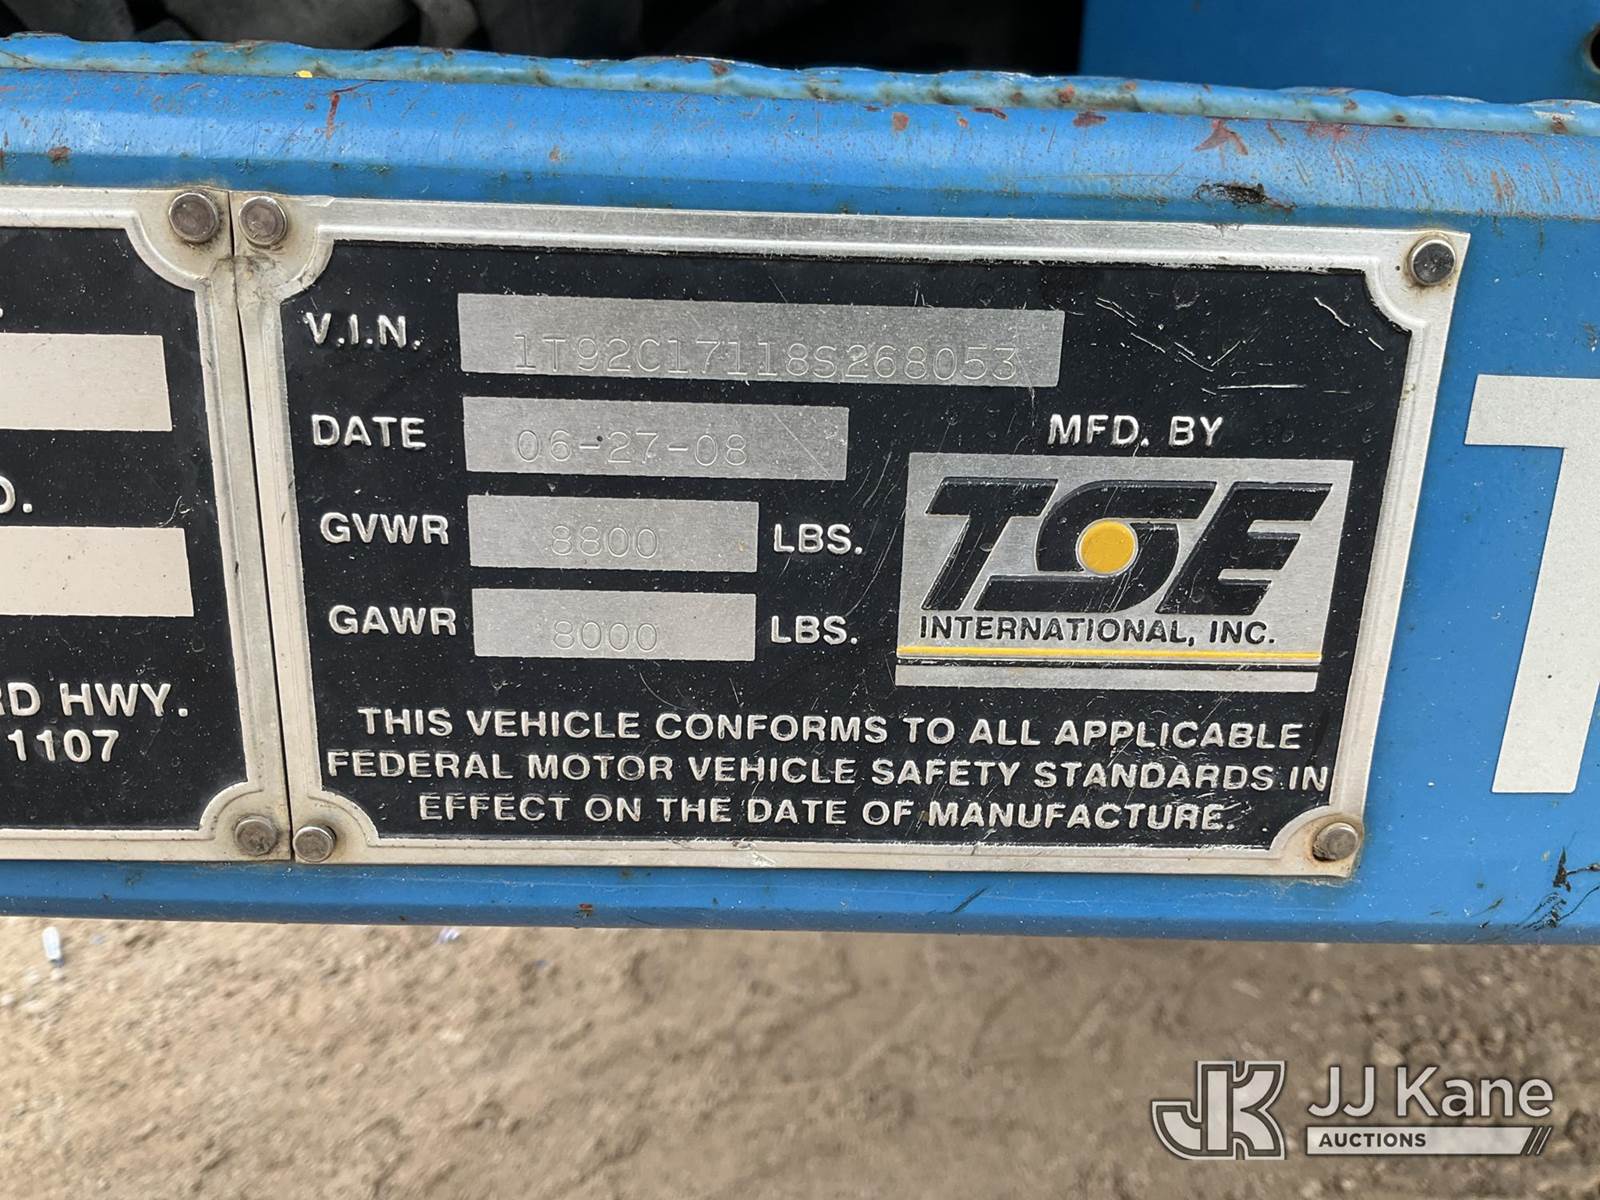 D.
RD HWY.
1107
V.I.N. 1T92C17118S268053
DATE 06-27-08
GVWR 8800 LBS.
GAWR 8000 LBS.
MFD. BY
TSE
INTERNATIONAL, INC.
THIS VEHICLE CONFORMS TO ALL APPLICABLE
FEDERAL MOTOR VEHICLE SAFETY STANDARDS IN
EFFECT ON THE DATE OF MANUFACTURE.
T
JK JJ Kane
AUCTIONS